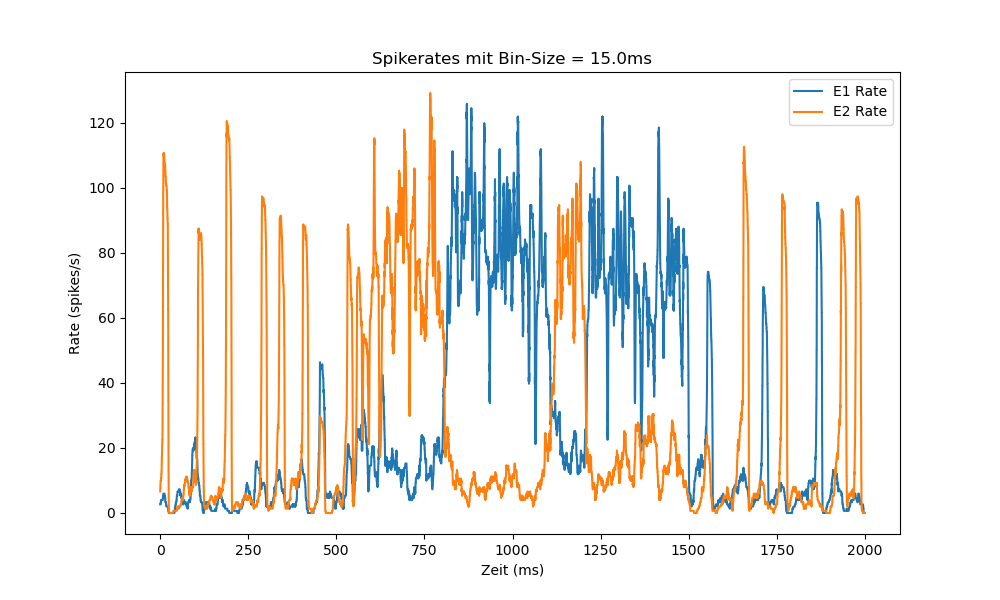 Spikerates mit Bin-Size = 15.0ms
E1 Rate
E2 Rate
120
100
80
60
40
20
0
Rate (spikes/s)
0 250 500 750 1000 1250 1500 1750 2000
Zeit (ms)